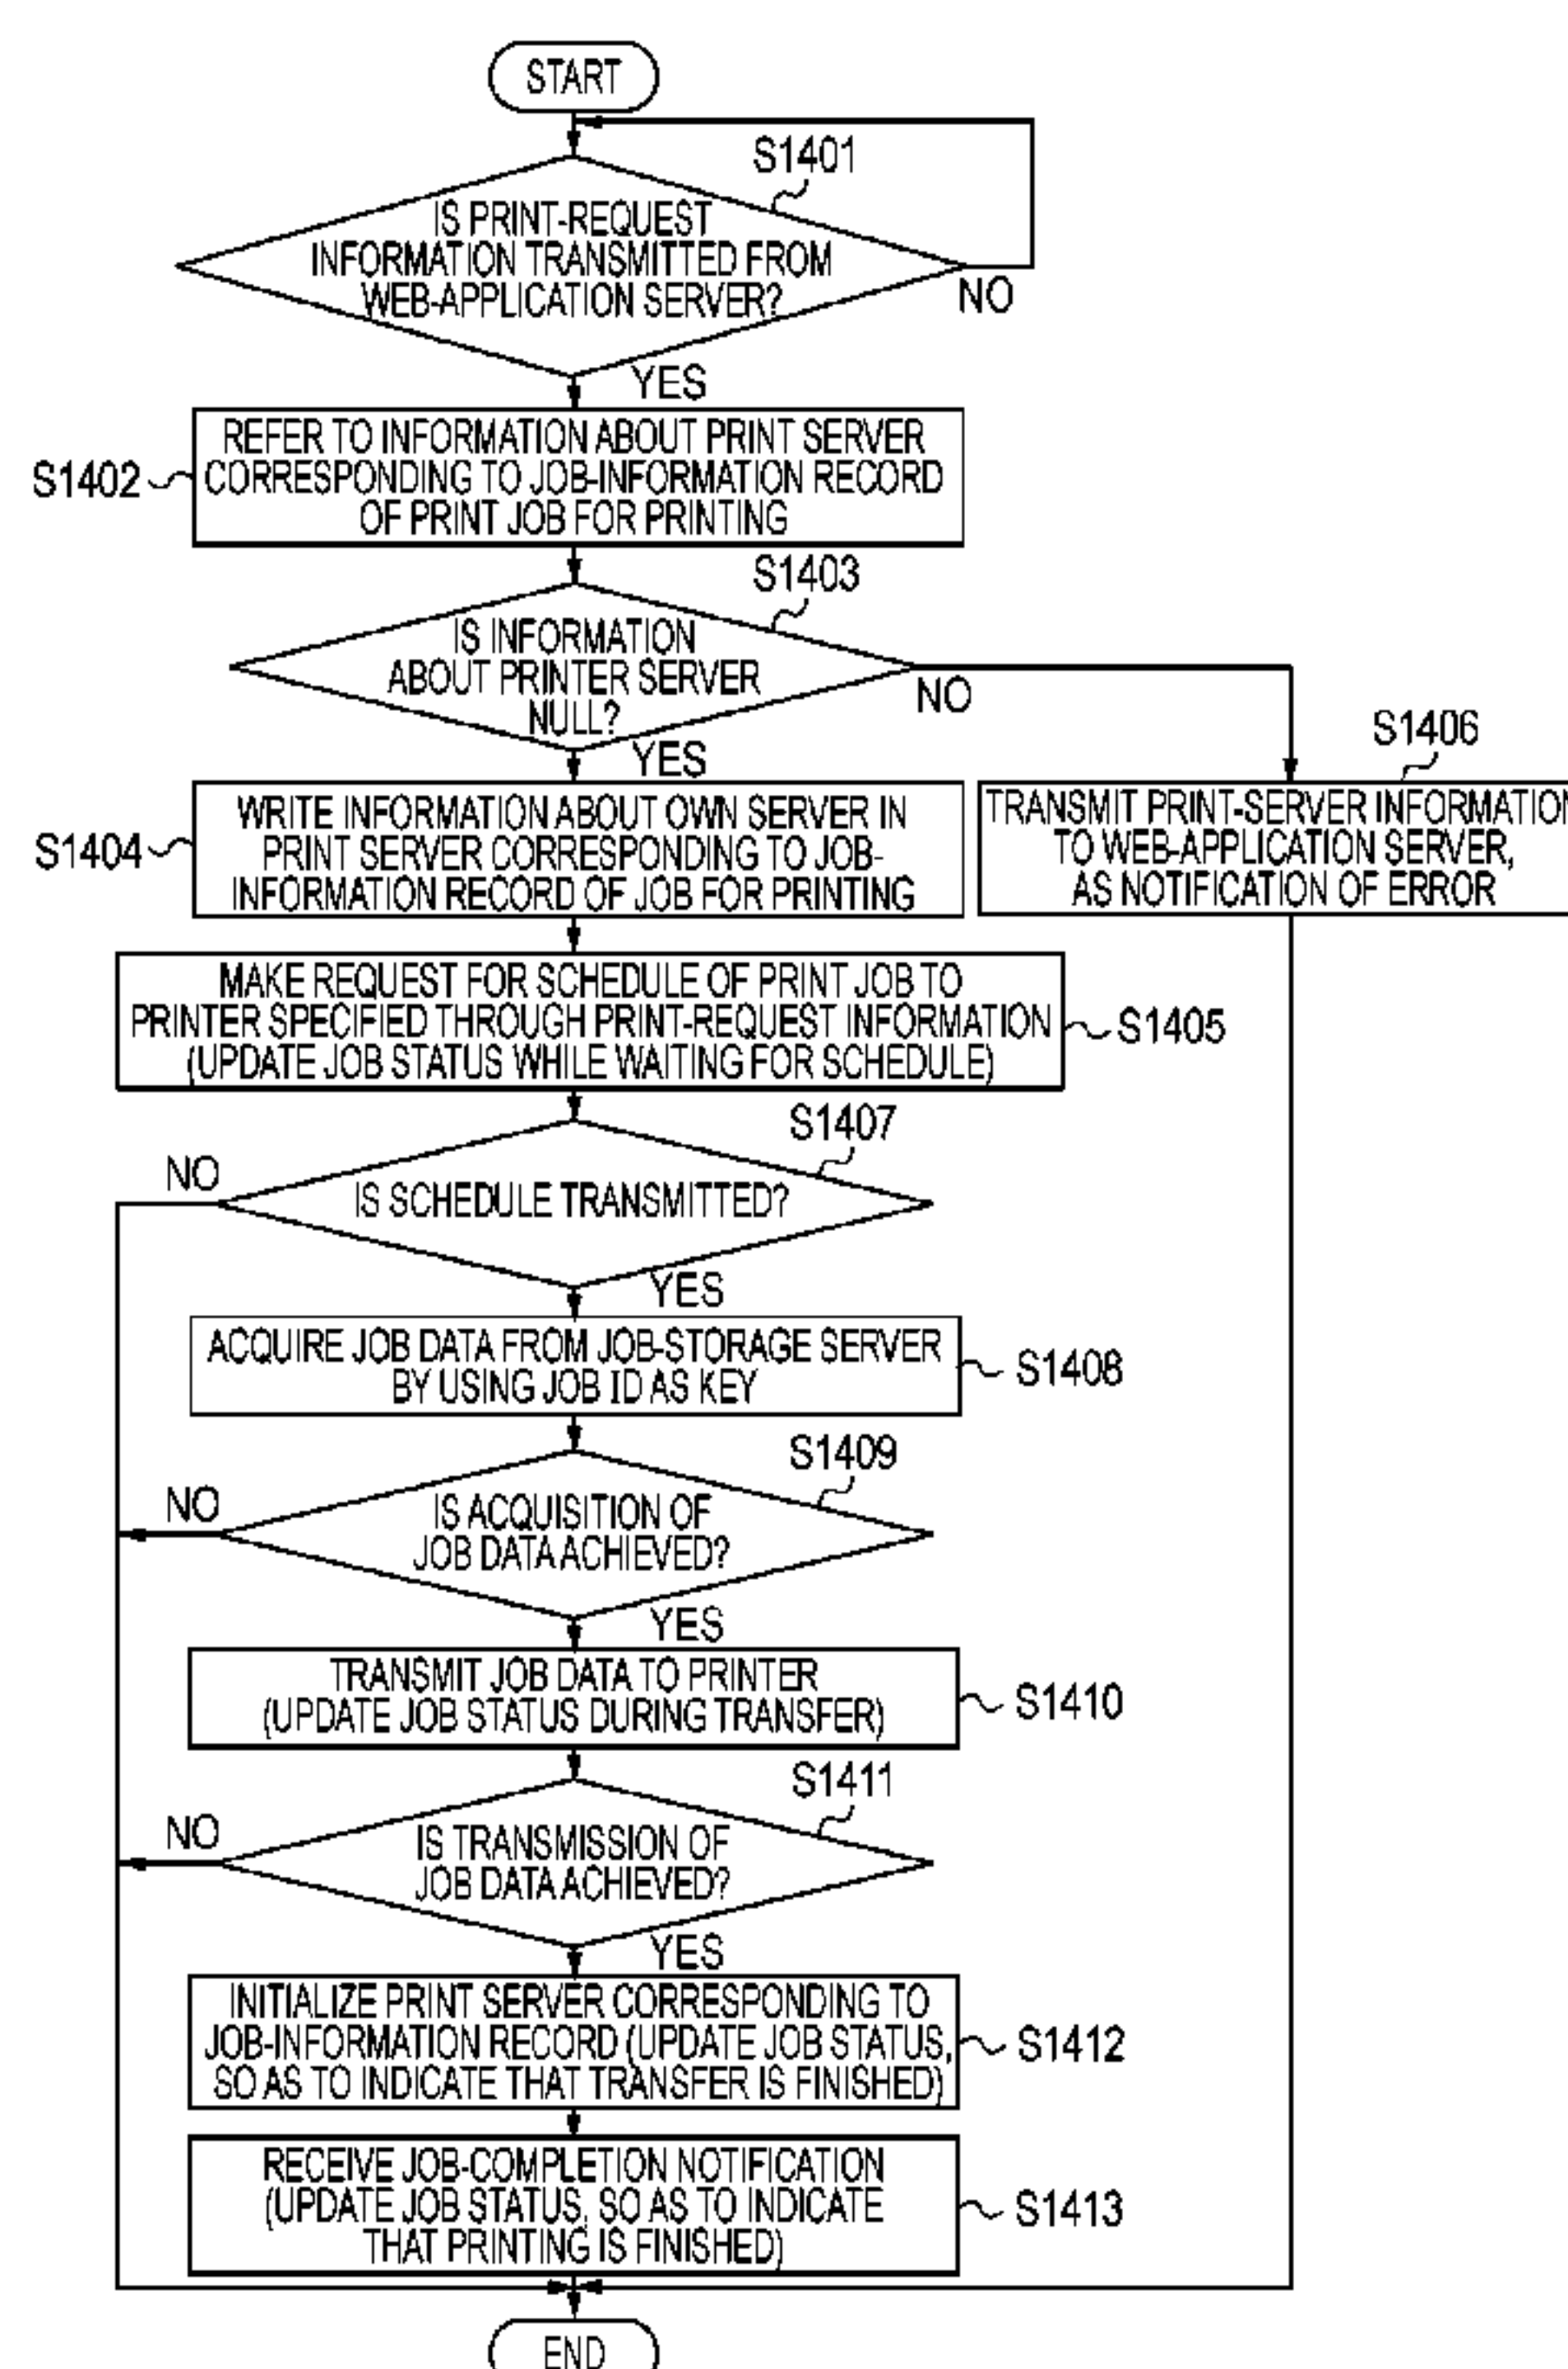 START
S1401
IS PRINT-REQUEST
INFORMATION TRANSMITTED FROM
WEB-APPLICATION SERVER?
NO
YES
S1402
REFER TO INFORMATION ABOUT PRINT SERVER
CORRESPONDING TO JOB-INFORMATION RECORD
OF PRINT JOB FOR PRINTING
S1403
IS INFORMATION
ABOUT PRINTER SERVER
NULL?
NO
YES
S1406
TRANSMIT PRINT-SERVER INFORMATION
TO WEB-APPLICATION SERVER,
AS NOTIFICATION OF ERROR
S1404
WRITE INFORMATION ABOUT OWN SERVER IN
PRINT SERVER CORRESPONDING TO JOB-
INFORMATION RECORD OF JOB FOR PRINTING
MAKE REQUEST FOR SCHEDULE OF PRINT JOB TO
PRINTER SPECIFIED THROUGH PRINT-REQUEST INFORMATION
(UPDATE JOB STATUS WHILE WAITING FOR SCHEDULE)
S1405
S1407
NO
IS SCHEDULE TRANSMITTED?
YES
ACQUIRE JOB DATA FROM JOB-STORAGE SERVER
BY USING JOB ID AS KEY
S1408
S1409
NO
IS ACQUISITION OF
JOB DATA ACHIEVED?
YES
TRANSMIT JOB DATA TO PRINTER
(UPDATE JOB STATUS DURING TRANSFER)
S1410
S1411
NO
IS TRANSMISSION OF
JOB DATA ACHIEVED?
YES
INITIALIZE PRINT SERVER CORRESPONDING TO
JOB-INFORMATION RECORD (UPDATE JOB STATUS,
SO AS TO INDICATE THAT TRANSFER IS FINISHED)
S1412
RECEIVE JOB-COMPLETION NOTIFICATION
(UPDATE JOB STATUS, SO AS TO INDICATE
THAT PRINTING IS FINISHED)
S1413
END